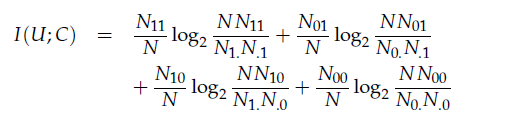 I(U;C) = N₁₁/N log₂ NN₁₁/N₁.N.₁ + N₀₁/N log₂ NN₀₁/N₀.N.₁
+ N₁₀/N log₂ NN₁₀/N₁.N.₀ + N₀₀/N log₂ NN₀₀/N₀.N.₀